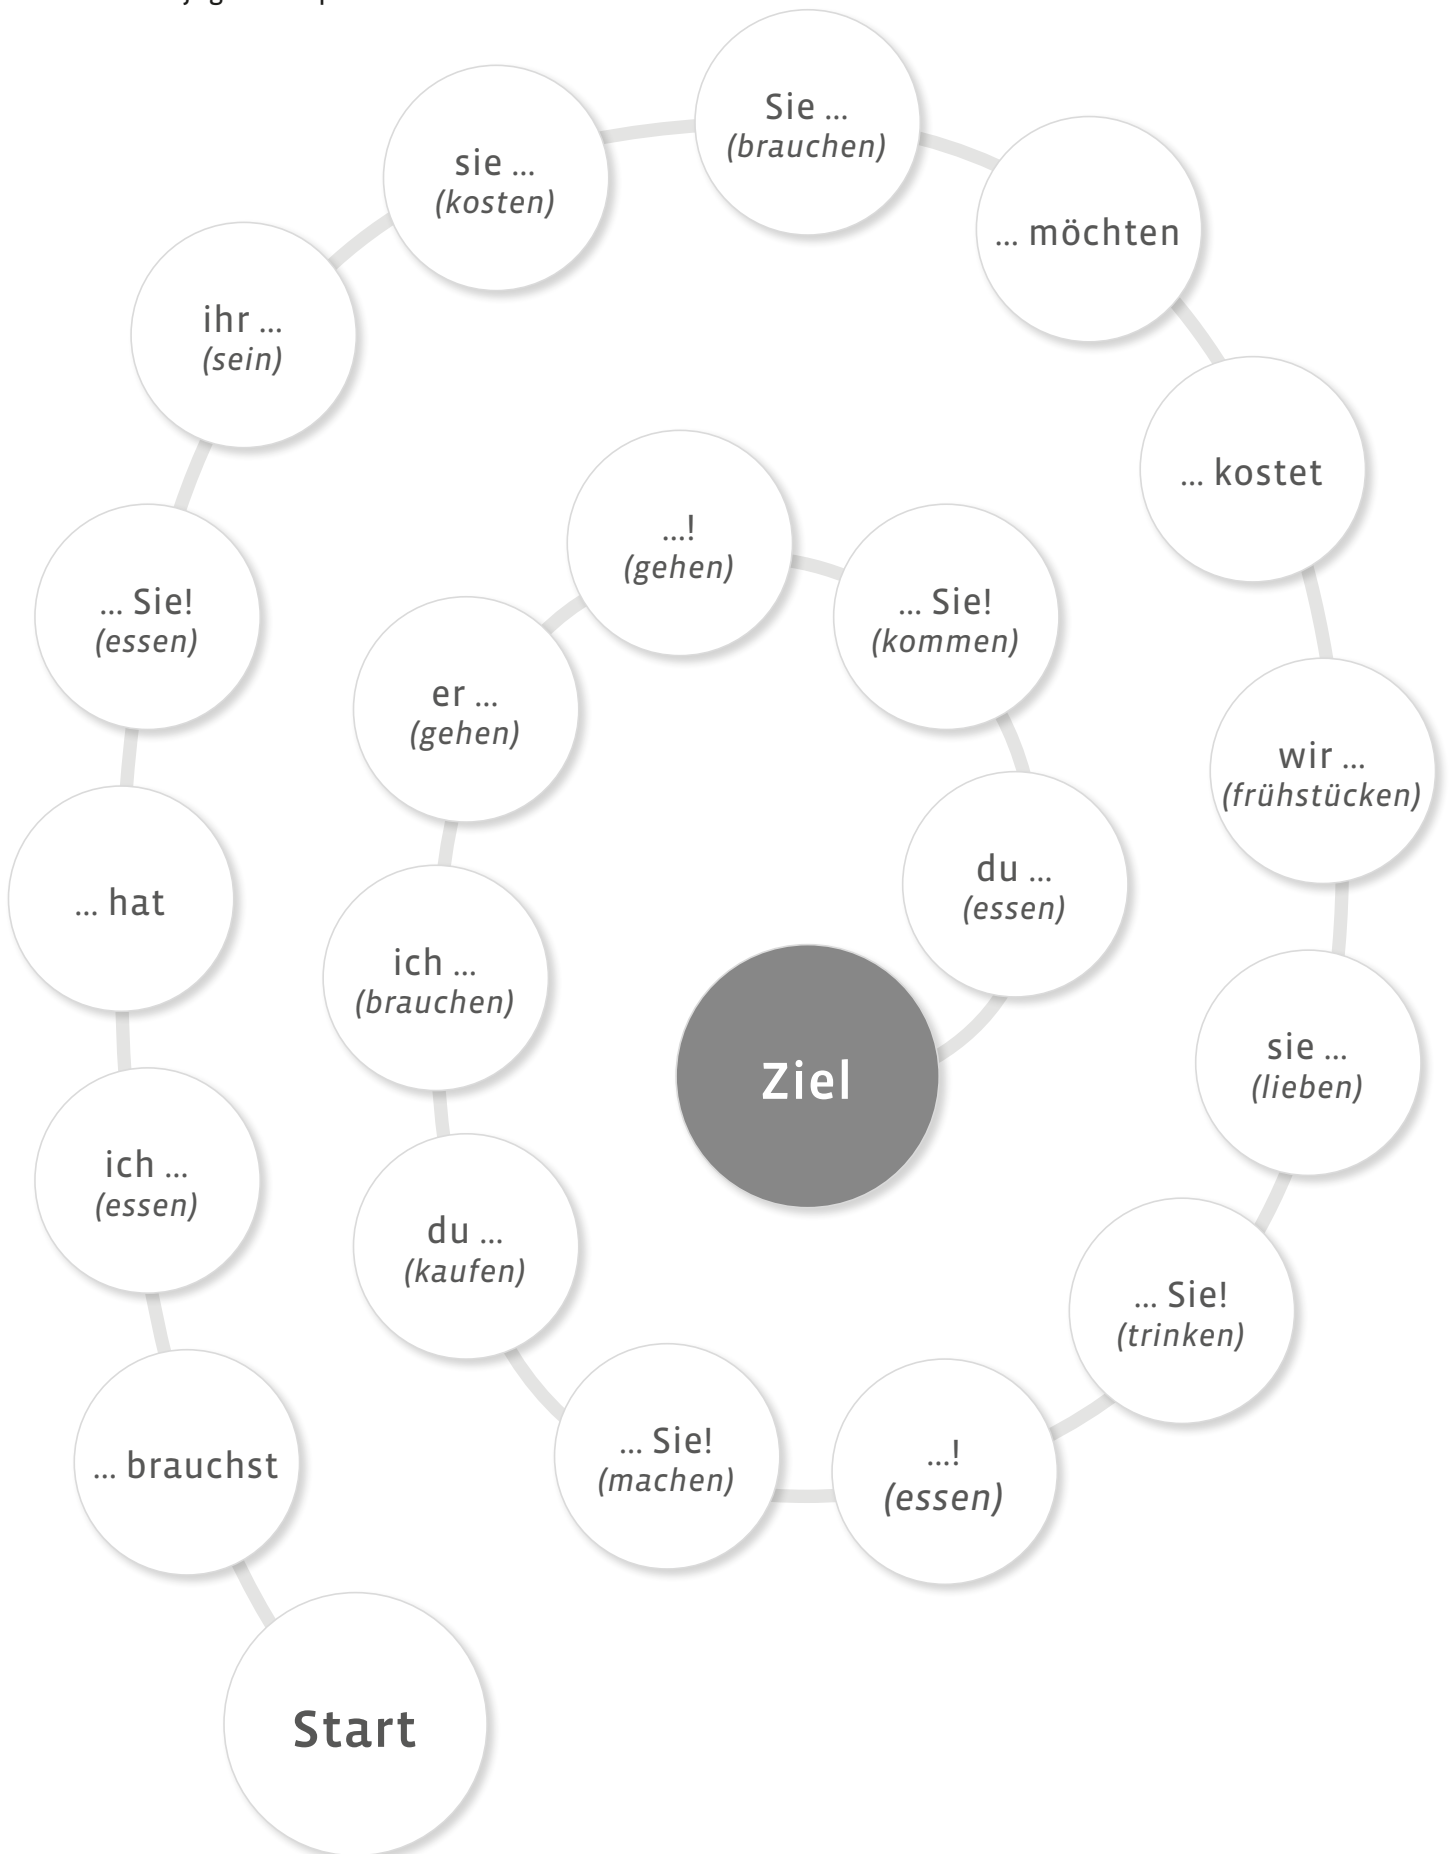 Start
... brauchst
ich ...
(essen)
... hat
... Sie!
(essen)
ihr ...
(sein)
sie ...
(kosten)
Sie ...
(brauchen)
... möchten
... kostet
wir ...
(frühstücken)
sie ...
(lieben)
... Sie!
(trinken)
...!
(essen)
... Sie!
(machen)
du ...
(kaufen)
ich ...
(brauchen)
er ...
(gehen)
...!
(gehen)
... Sie!
(kommen)
du ...
(essen)
Ziel